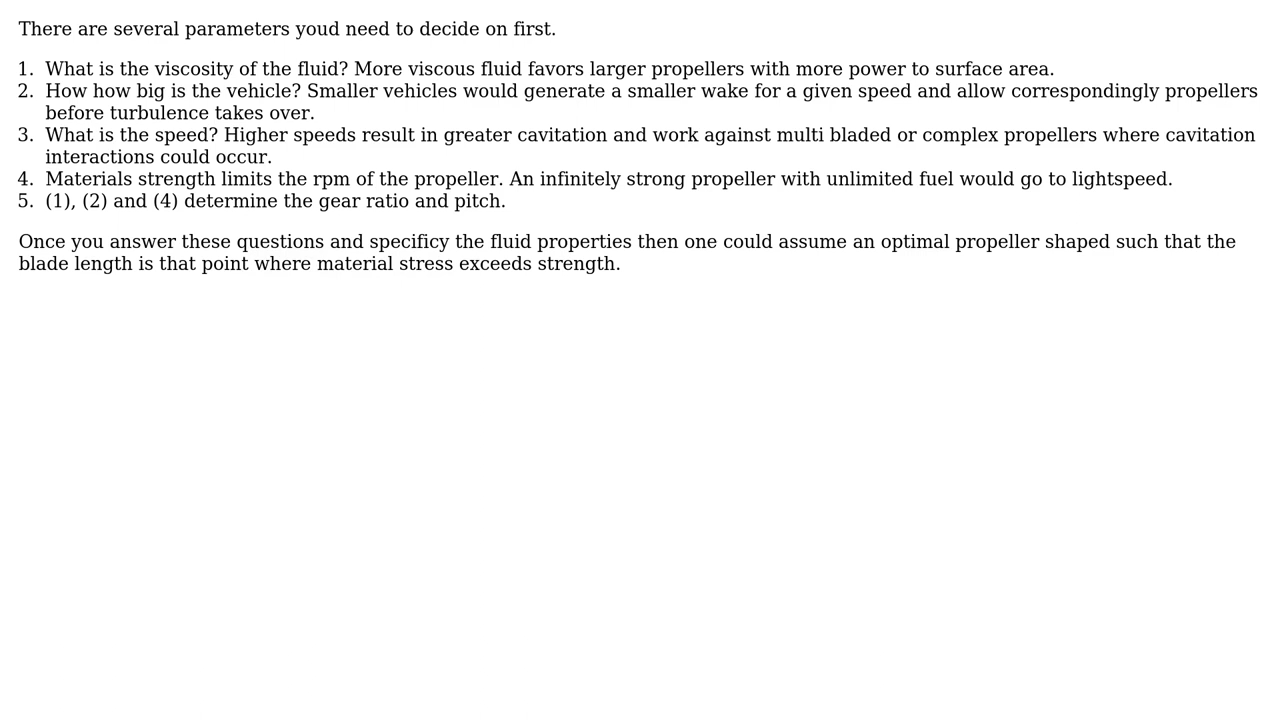 There are several parameters youd need to decide on first.
1. What is the viscosity of the fluid? More viscous fluid favors larger propellers with more power to surface area.
2. How how big is the vehicle? Smaller vehicles would generate a smaller wake for a given speed and allow correspondingly propellers
before turbulence takes over.
3. What is the speed? Higher speeds result in greater cavitation and work against multi bladed or complex propellers where cavitation
interactions could occur.
4. Materials strength limits the rpm of the propeller. An infinitely strong propeller with unlimited fuel would go to lightspeed.
5. (1), (2) and (4) determine the gear ratio and pitch.
Once you answer these questions and specificy the fluid properties then one could assume an optimal propeller shaped such that the
blade length is that point where material stress exceeds strength.